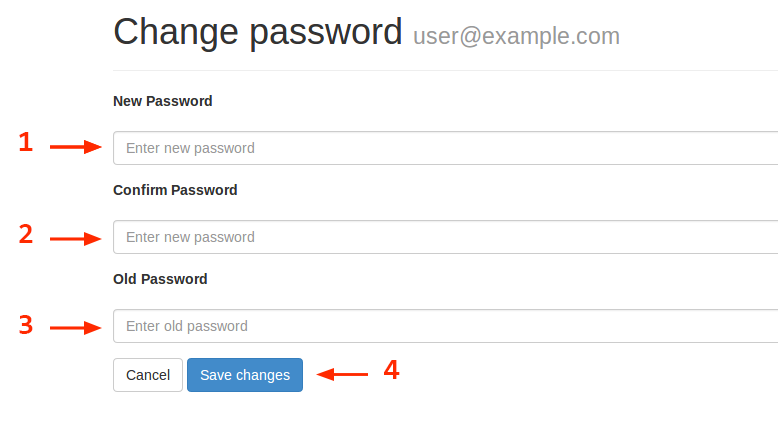 Change password user@example.com
New Password
1
Enter new password
Confirm Password
2
Enter new password
Old Password
3
Enter old password
Cancel Save changes 4